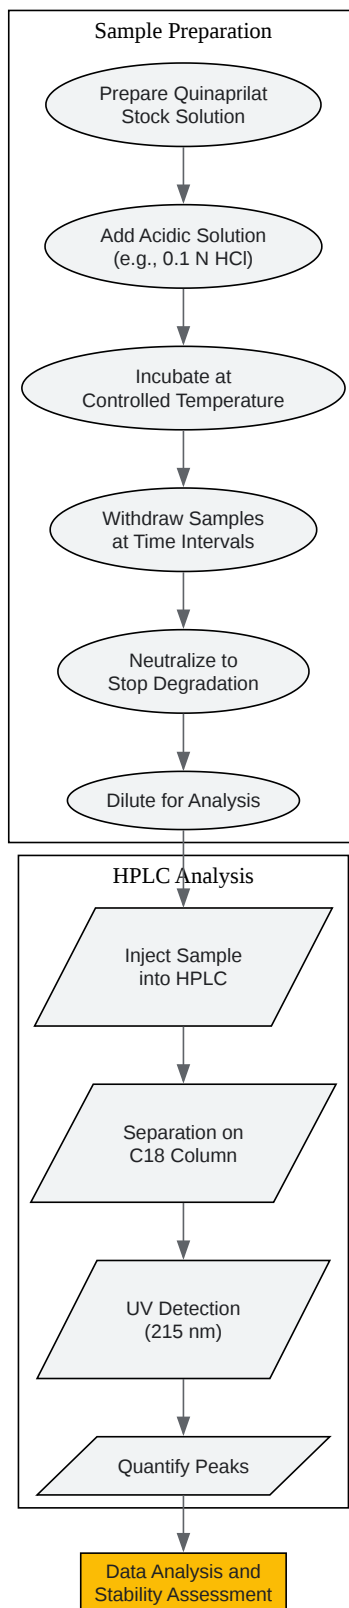 Sample Preparation
Prepare Quinaprilat
Stock Solution
Add Acidic Solution
(e.g., 0.1 N HCl)
Incubate at
Controlled Temperature
Withdraw Samples
at Time Intervals
Neutralize to
Stop Degradation
Dilute for Analysis
HPLC Analysis
Inject Sample
into HPLC
Separation on
C18 Column
UV Detection
(215 nm)
Quantify Peaks
Data Analysis and
Stability Assessment